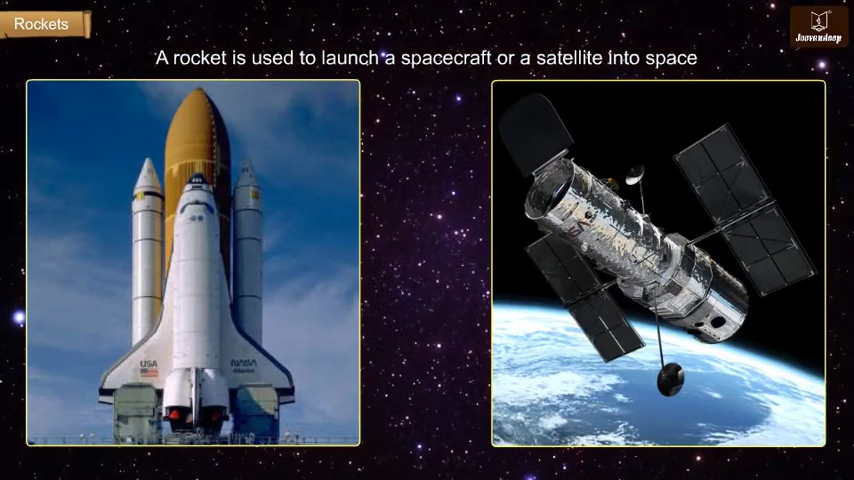 Rockets
A rocket is used to launch a spacecraft or a satellite into space
USA
NASA
Atlantis